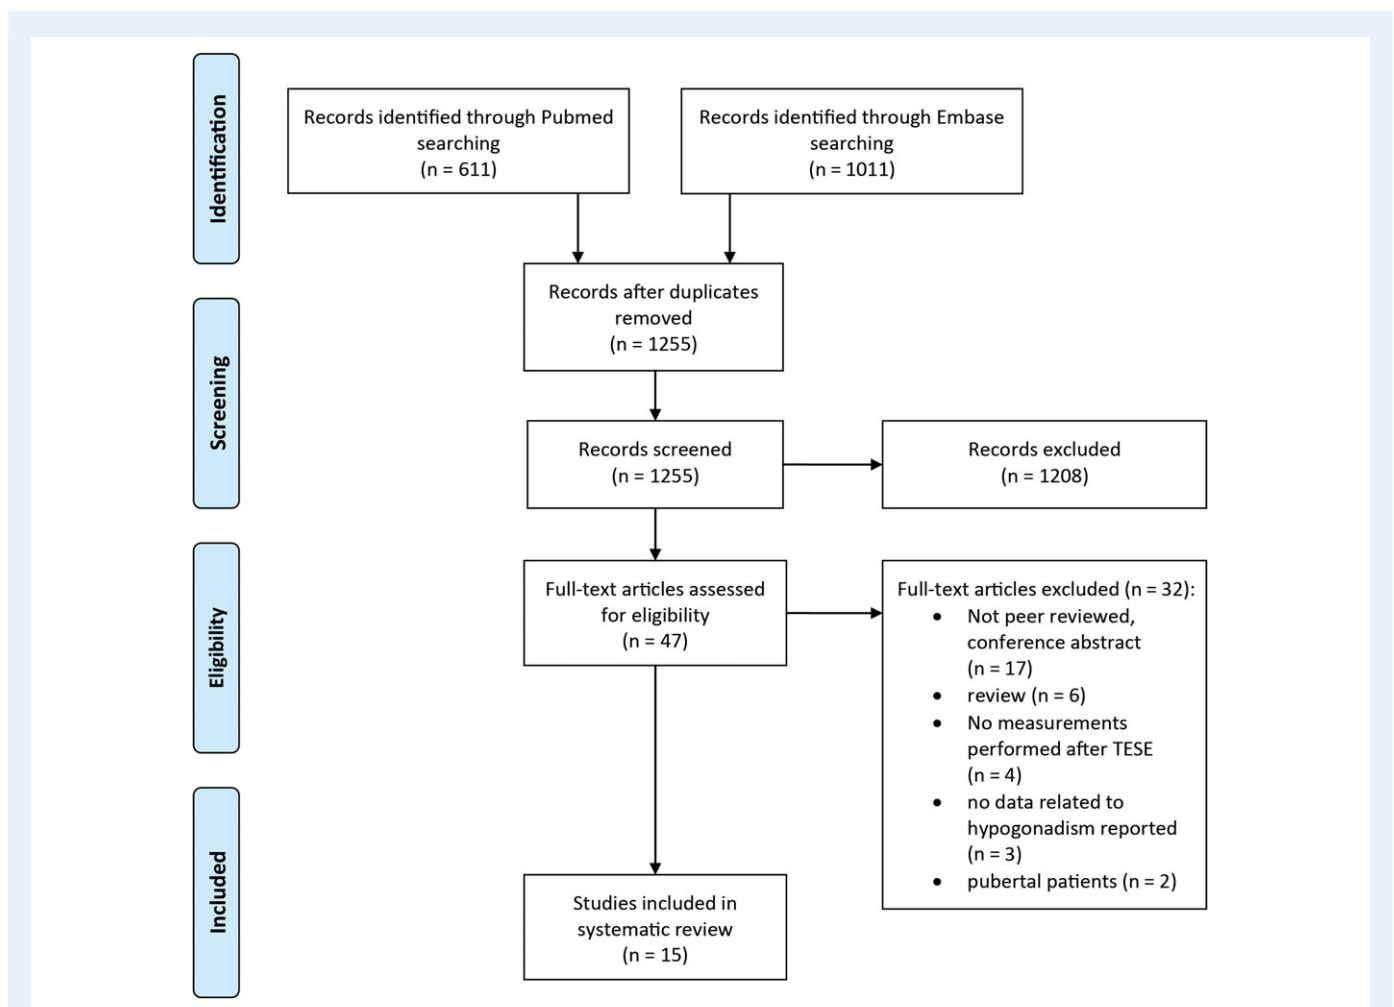 Identification
Records identified through Pubmed
searching
(n = 611)
Records identified through Embase
searching
(n = 1011)
Records after duplicates
removed
(n = 1255)
Screening
Records screened
(n = 1255)
Records excluded
(n = 1208)
Eligibility
Full-text articles assessed
for eligibility
(n = 47)
Full-text articles excluded (n = 32):
• Not peer reviewed,
conference abstract
(n = 17)
• review (n = 6)
• No measurements
performed after TESE
(n = 4)
• no data related to
hypogonadism reported
(n = 3)
• pubertal patients (n = 2)
Included
Studies included in
systematic review
(n = 15)